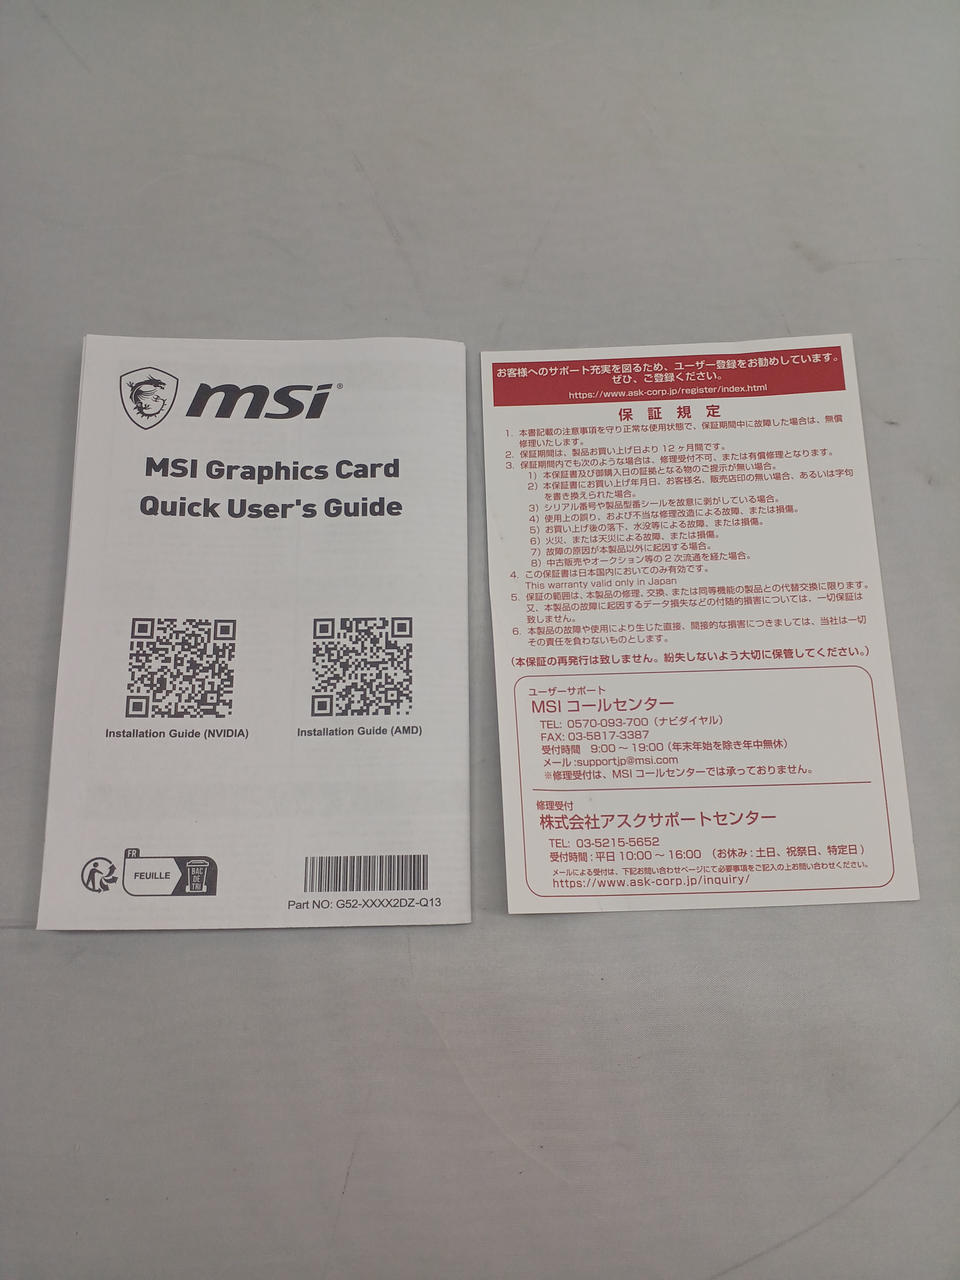 msi®
MSI Graphics Card
Quick User's Guide
Installation Guide (NVIDIA)
Installation Guide (AMD)
FR
FEUILLE
BAC
DE
TRI
Part NO: G52-XXXX2DZ-Q13
お客様へのサポート充実を図るため、ユーザー登録をお勧めしています。
ぜひ、ご登録ください。
https://www.ask-corp.jp/register/index.html
保 証 規 定
1. 本書記載の注意事項を守り正常な使用状態で、保証期間中に故障した場合は、無償
修理いたします。
2. 保証期間は、製品お買い上げ日より 12 ヶ月間です。
3. 保証期間内でも次のような場合は、修理受付不可、または有償修理となります。
1) 本保証書及び御購入日の証拠となる物のご提示が無い場合。
2) 本保証書にお買い上げ年月日、お客様名、販売店印の無い場合、あるいは字句
を書き換えられた場合。
3) シリアル番号や製品型番シールを故意に剥がしている場合。
4) 使用上の誤り、および不当な修理改造による故障、または損傷。
5) お買い上げ後の落下、水没等による故障、または損傷。
6) 火災、または天災による故障、または損傷。
7) 故障の原因が本製品以外に起因する場合。
8) 中古販売やオークション等の 2 次流通を経た場合。
4. この保証書は日本国内においてのみ有効です。
This warranty valid only in Japan
5. 保証の範囲は、本製品の修理、交換、または同等機能の製品との代替交換に限ります。
又、本製品の故障に起因するデータ損失などの付随的損害については、一切保証は
致しません。
6. 本製品の故障や使用により生じた直接、間接的な損害につきましては、当社は一切
その責任を負わないものとします。
(本保証の再発行は致しません。紛失しないよう大切に保管してください。)
ユーザーサポート
MSI コールセンター
TEL: 0570-093-700 (ナビダイヤル)
FAX: 03-5817-3387
受付時間 9:00 ~ 19:00 (年末年始を除き年中無休)
メール :supportjp@msi.com
※修理受付は、MSI コールセンターでは承っておりません。
修理受付
株式会社アスクサポートセンター
TEL: 03-5215-5652
受付時間 : 平日 10:00 ~ 16:00 (お休み : 土日、祝祭日、特定日)
メールによる受付は、下記お問い合わせページにて必要事項をご記入の上お問い合わせください。
https://www.ask-corp.jp/inquiry/